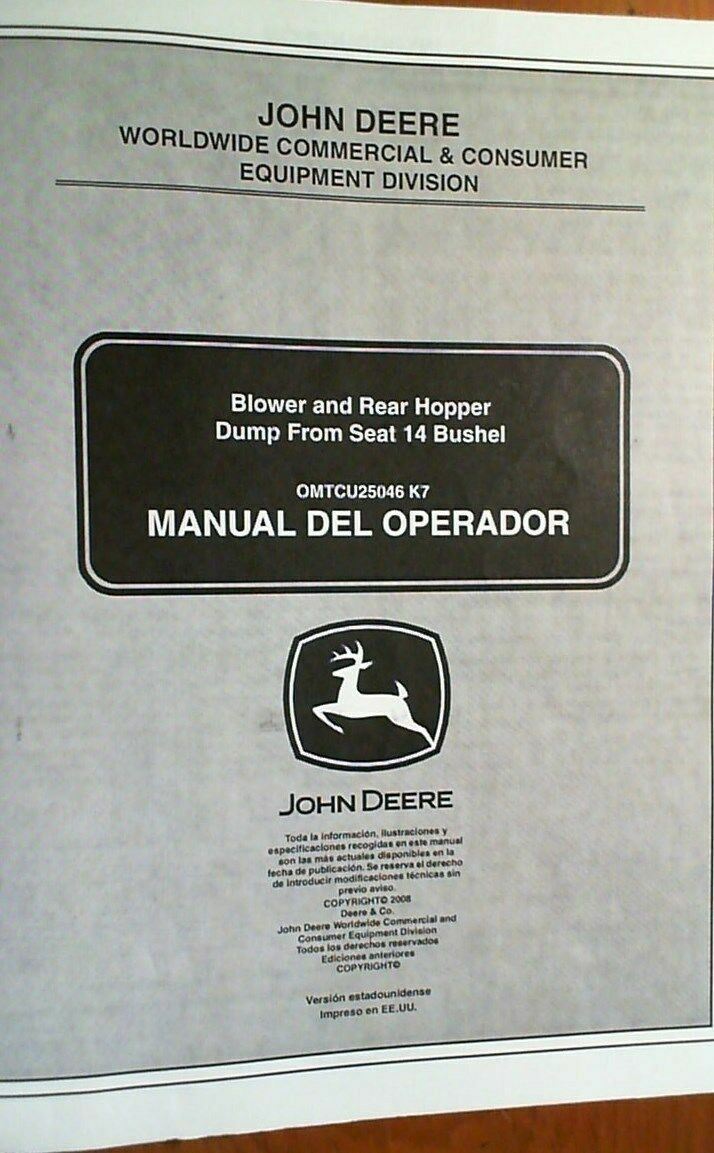 JOHN DEERE
WORLDWIDE COMMERCIAL & CONSUMER
EQUIPMENT DIVISION
Blower and Rear Hopper
Dump From Seat 14 Bushel
OMTCU25046 K7
MANUAL DEL OPERADOR
JOHN DEERE
Toda la información, ilustraciones y
especificaciones recogidas en este manual
son las más actuales disponibles en la
fecha de publicación. Se reserva el derecho
de introducir modificaciones técnicas sin
previo aviso.
COPYRIGHT© 2008
Deere & Co.
John Deere Worldwide Commercial and
Consumer Equipment Division
Todos los derechos reservados
Ediciones anteriores
COPYRIGHT©
Versión estadounidense
Impreso en EE.UU.